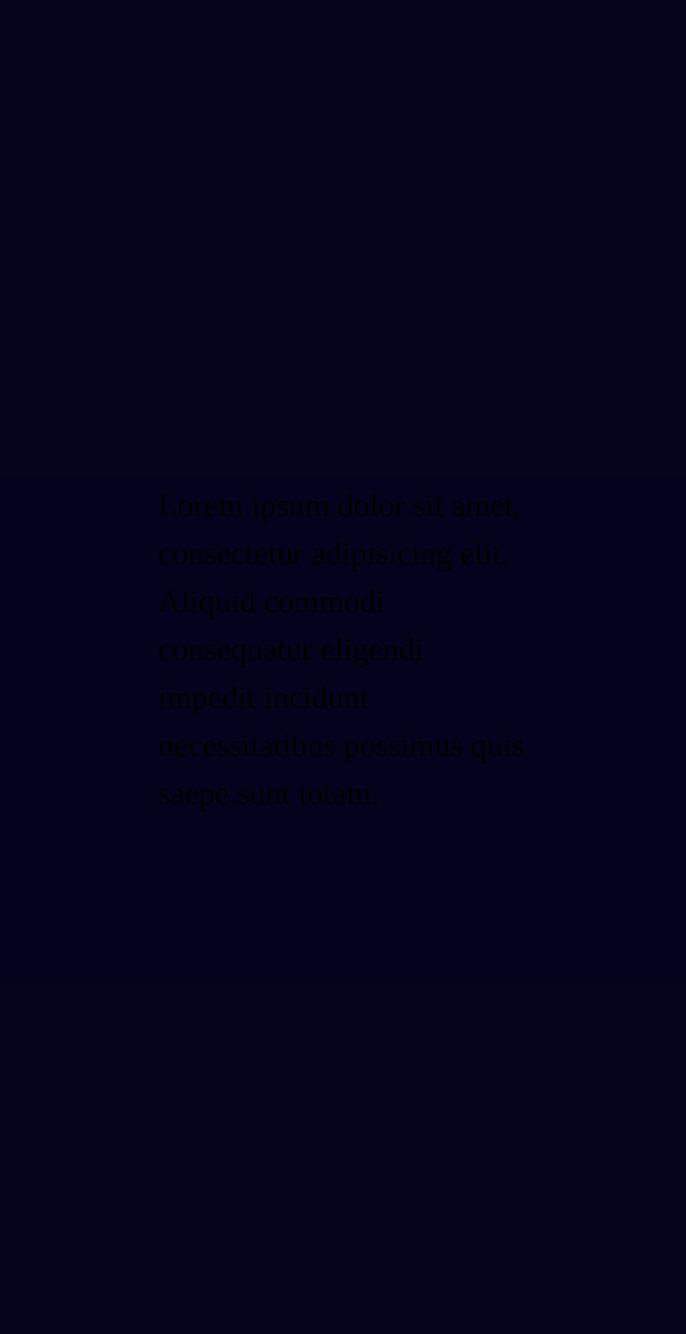 Lorem ipsum dolor sit amet,
consectetur adipisicing elit.
Aliquid commodi
consequatur eligendi
impedit incidunt
necessitatibus possimus quis
saepe sunt totam.